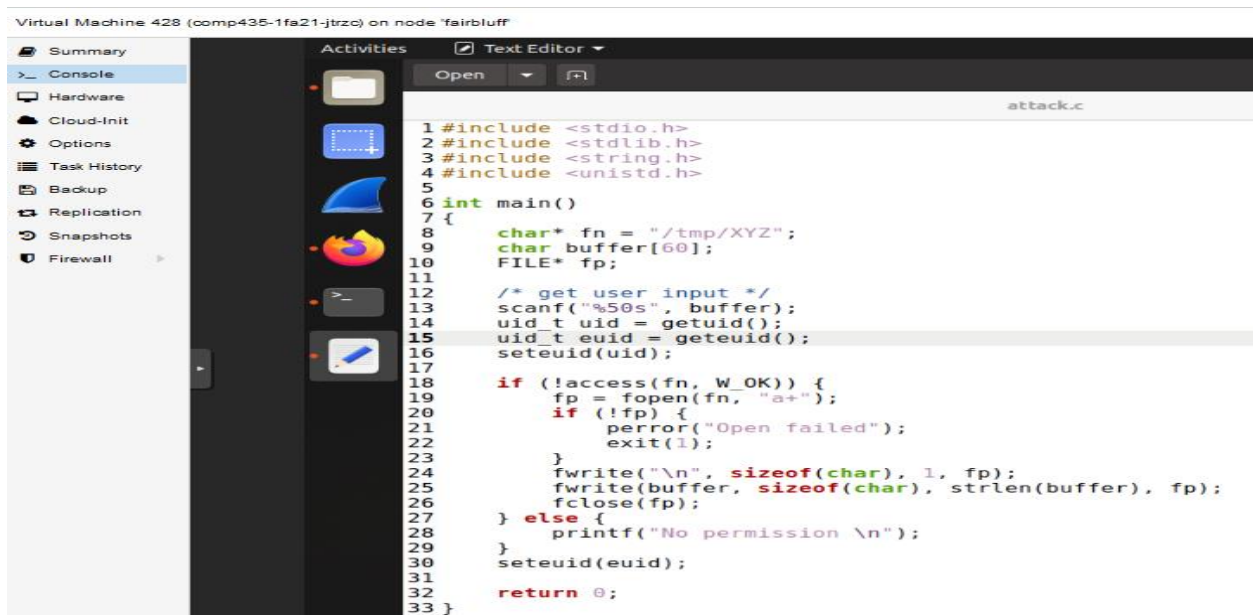 Virtual Machine 428 (comp435-1fa21-jtrzc) on node 'fairbluff'
Summary
Console
Hardware
Cloud-Init
Options
Task History
Backup
Replication
Snapshots
Firewall
Activities Text Editor
Open
attack.c
1 #include <stdio.h>
2 #include <stdlib.h>
3 #include <string.h>
4 #include <unistd.h>
5
6 int main()
7 {
8 char* fn = "/tmp/XYZ";
9 char buffer[60];
10 FILE* fp;
11
12 /* get user input */
13 scanf("%50s", buffer);
14 uid_t uid = getuid();
15 uid_t euid = geteuid();
16 seteuid(uid);
17
18 if (!access(fn, W_OK)) {
19 fp = fopen(fn, "a+");
20 if (!fp) {
21 perror("Open failed");
22 exit(1);
23 }
24 fwrite("\n", sizeof(char), 1, fp);
25 fwrite(buffer, sizeof(char), strlen(buffer), fp);
26 fclose(fp);
27 } else {
28 printf("No permission \n");
29 }
30 seteuid(euid);
31
32 return 0;
33 }